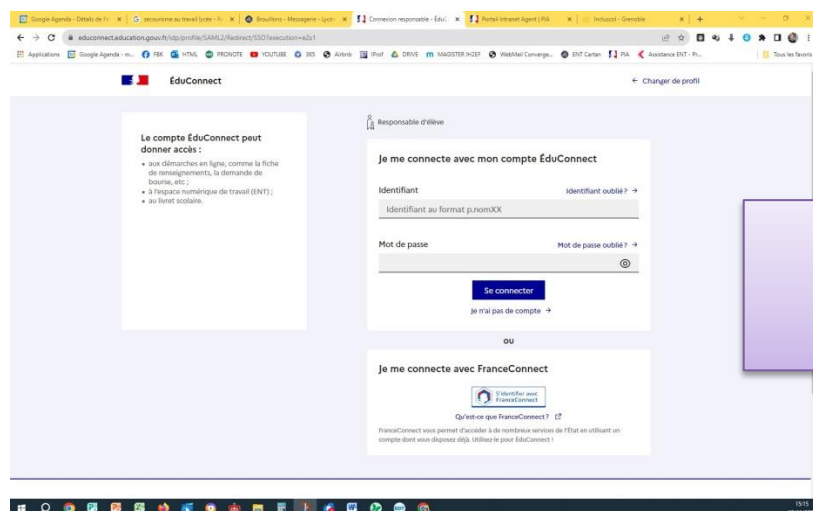 Google Agenda - Détails de l'é
secourisme au travail lycée - R
Brouillons - Messagerie - Lycé
Connexion responsable - Édu
Portail Intranet Agent | PIA
Inclusco - Grenoble
educonnect.education.gouv.fr/idp/profile/SAML2/Redirect/SSO?execution=e2s1
Applications
Google Agenda - m...
FBK
HTML
PRONOTE
YOUTUBE
365
Airbnb
IProf
DRIVE
MAGISTER IH2EF
WebMail Converge...
ENT Cartan
PIA
Assistance ENT - Pr...
Tous les favoris
ÉduConnect
← Changer de profil
Le compte ÉduConnect peut
donner accès :
• aux démarches en ligne, comme la fiche
de renseignements, la demande de
bourse, etc ;
• à l'espace numérique de travail (ENT) ;
• au livret scolaire.
Responsable d'élève
Je me connecte avec mon compte ÉduConnect
Identifiant
Identifiant oublié ? →
Identifiant au format p.nomXX
Mot de passe
Mot de passe oublié ? →
Se connecter
Je n'ai pas de compte →
OU
Je me connecte avec FranceConnect
S'identifier avec
FranceConnect
Qu'est-ce que FranceConnect ?
FranceConnect vous permet d'accéder à de nombreux services de l'État en utilisant un
compte dont vous disposez déjà. Utilisez-le pour ÉduConnect !
15:15